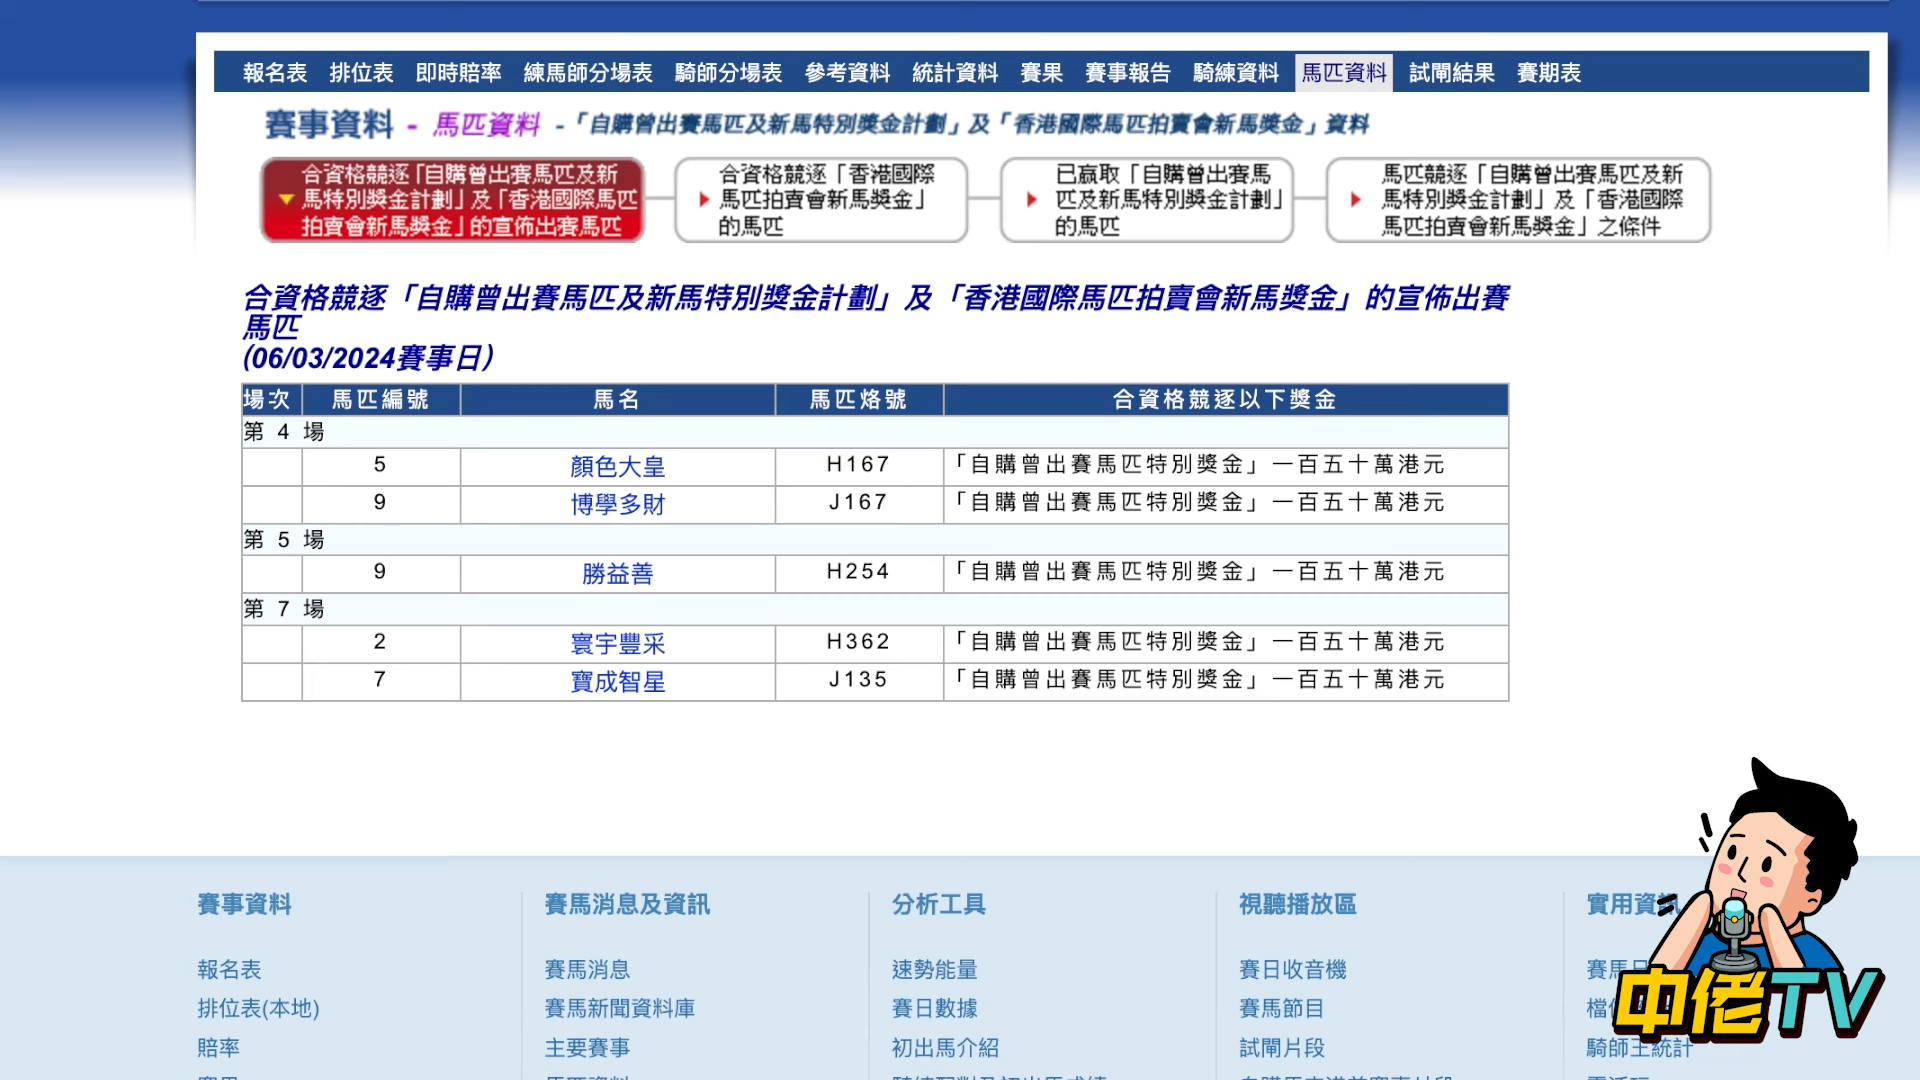 報名表 排位表 即時賠率 練馬師分場表 騎師分場表 參考資料 統計資料 賽果 賽事報告 騎練資料 馬匹資料 試閘結果 賽期表
賽事資料 - 馬匹資料 -「自購曾出賽馬匹及新馬特別獎金計劃」及「香港國際馬匹拍賣會新馬獎金」資料
合資格競逐「自購曾出賽馬匹及新
馬特別獎金計劃」及「香港國際馬匹
拍賣會新馬獎金」的宣佈出賽馬匹
合資格競逐「香港國際
馬匹拍賣會新馬獎金」
的馬匹
已贏取「自購曾出賽馬
匹及新馬特別獎金計劃」
的馬匹
馬匹競逐「自購曾出賽馬匹及新
馬特別獎金計劃」及「香港國際
馬匹拍賣會新馬獎金」之條件
合資格競逐「自購曾出賽馬匹及新馬特別獎金計劃」及「香港國際馬匹拍賣會新馬獎金」的宣佈出賽
馬匹
(06/03/2024賽事日)
場次 馬匹編號 馬名 馬匹烙號 合資格競逐以下獎金
第 4 場
5 顏色大皇 H167 「自購曾出賽馬匹特別獎金」一百五十萬港元
9 博學多財 J167 「自購曾出賽馬匹特別獎金」一百五十萬港元
第 5 場
9 勝益善 H254 「自購曾出賽馬匹特別獎金」一百五十萬港元
第 7 場
2 寰宇豐采 H362 「自購曾出賽馬匹特別獎金」一百五十萬港元
7 寶成智星 J135 「自購曾出賽馬匹特別獎金」一百五十萬港元
賽事資料 賽馬消息及資訊 分析工具 視聽播放區 實用資訊
報名表 賽馬消息 速勢能量 賽日收音機 賽馬日
排位表(本地) 賽馬新聞資料庫 賽日數據 賽馬節目 檔
賠率 主要賽事 初出馬介紹 試閘片段 騎師王統計
中佬TV